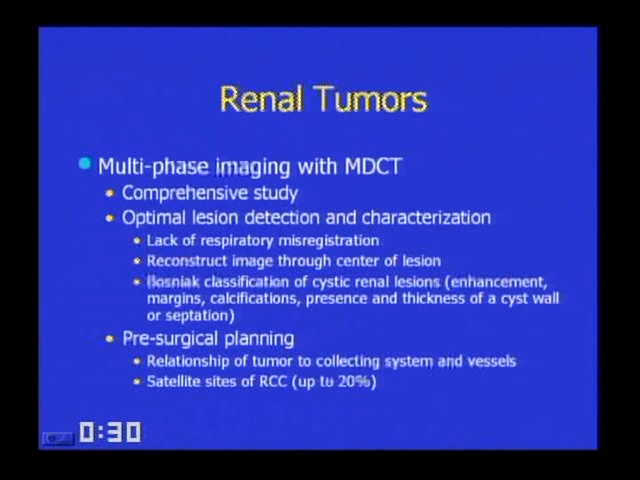 Renal Tumors
Multi-phase imaging with MDCT
Comprehensive study
Optimal lesion detection and characterization
Lack of respiratory misregistration
Reconstruct image through center of lesion
Bosniak classification of cystic renal lesions (enhancement,
margins, calcifications, presence and thickness of a cyst wall
or septation)
Pre-surgical planning
Relationship of tumor to collecting system and vessels
Satellite sites of RCC (up to 20%)
0:30